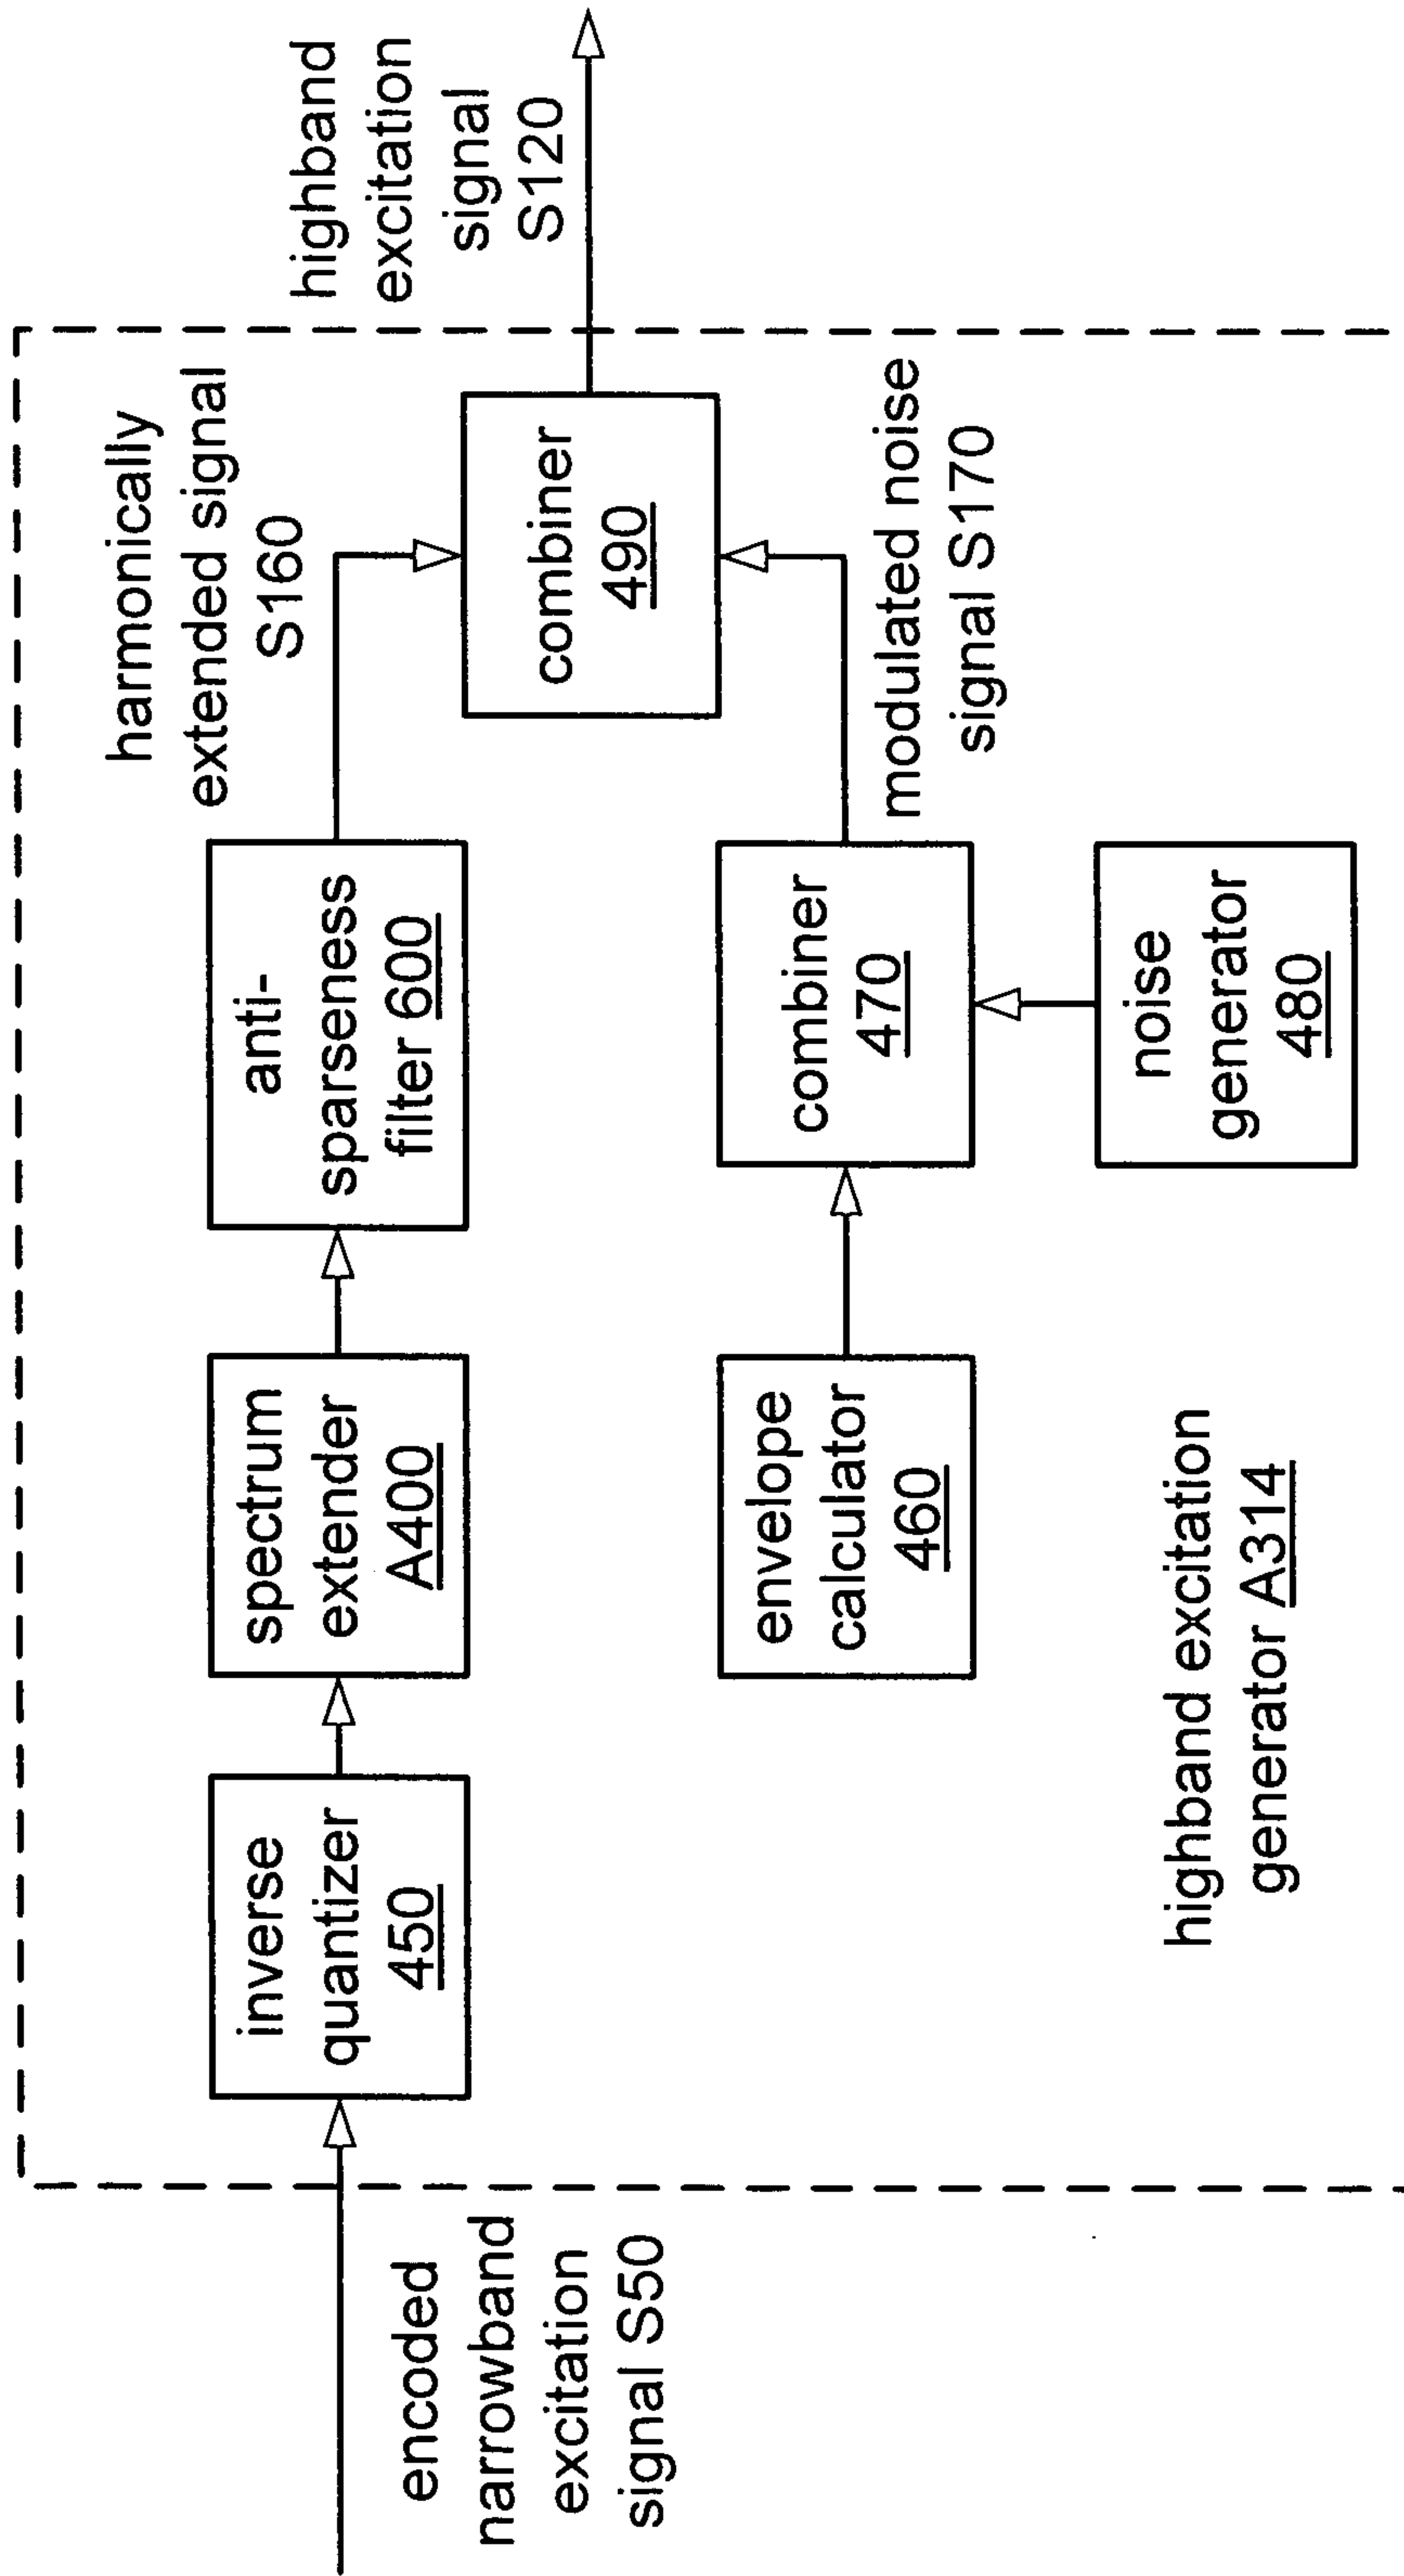 encoded
narrowband
excitation
signal S50
inverse
quantizer
450
spectrum
extender
A400
anti-
sparseness
filter 600
harmonically
extended signal
S160
combiner
490
highband
excitation
signal
S120
envelope
calculator
460
combiner
470
modulated noise
signal S170
noise
generator
480
highband excitation
generator A314